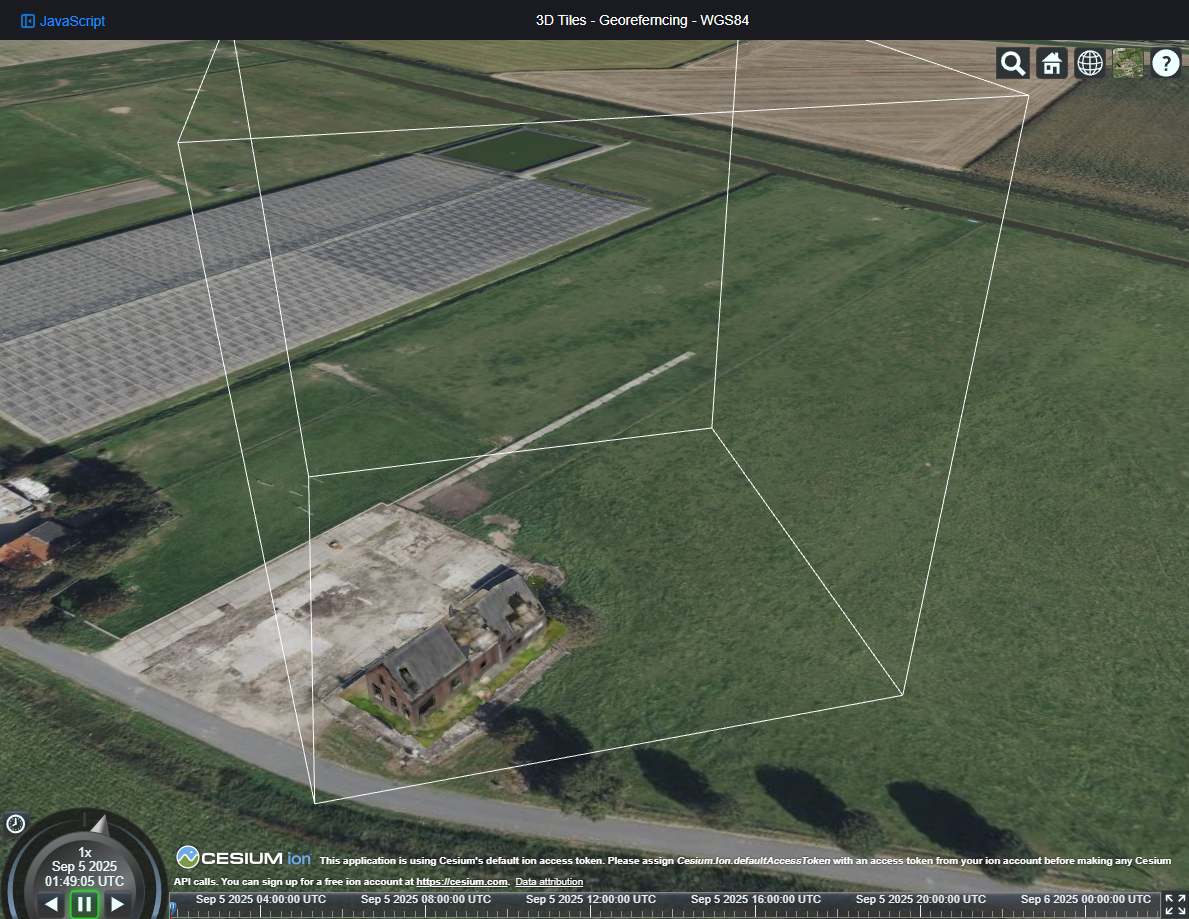 JavaScript
3D Tiles - Georeferncing - WGS84
?
1x
Sep 5 2025
01:49:05 UTC
CESIUM ion This application is using Cesium's default ion access token. Please assign Cesium.Ion.defaultAccessToken with an access token from your ion account before making any Cesium
API calls. You can sign up for a free ion account at https://cesium.com. Data attribution
Sep 5 2025 04:00:00 UTC Sep 5 2025 08:00:00 UTC Sep 5 2025 12:00:00 UTC Sep 5 2025 16:00:00 UTC Sep 5 2025 20:00:00 UTC Sep 6 2025 00:00:00 UTC